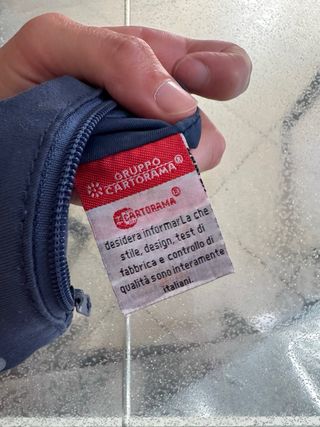 GRUPPO
CARTORAMA®
CARTORAMA®
desidera informarLa che
stile, design, test di
fabbrica e controllo di
qualità sono interamente
italiani.